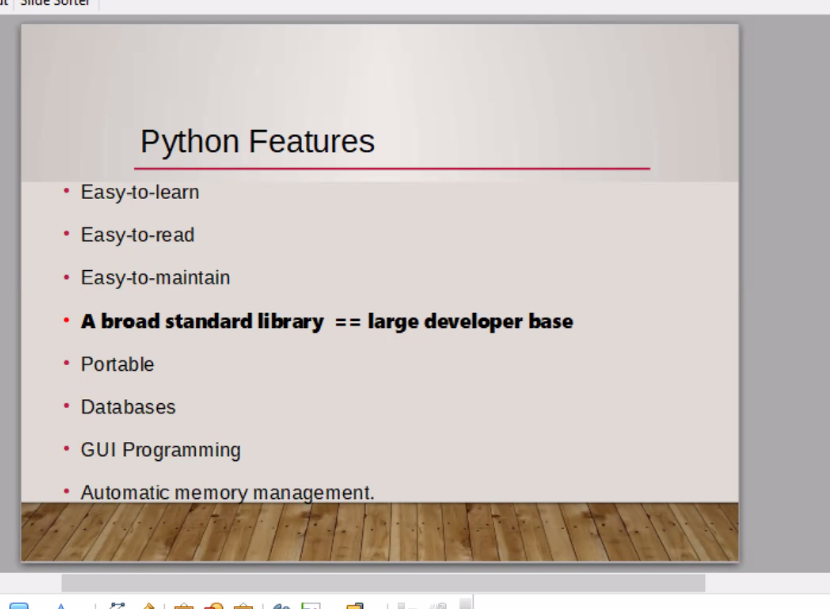 Slide Sorter
Python Features
• Easy-to-learn
• Easy-to-read
• Easy-to-maintain
• A broad standard library  == large developer base
• Portable
• Databases
• GUI Programming
• Automatic memory management.